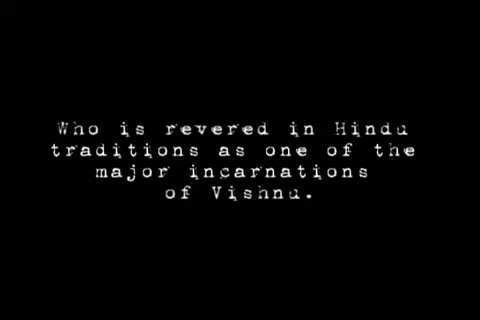 Who is revered in Hindu
traditions as one of the
major incarnations
of Vishnu.